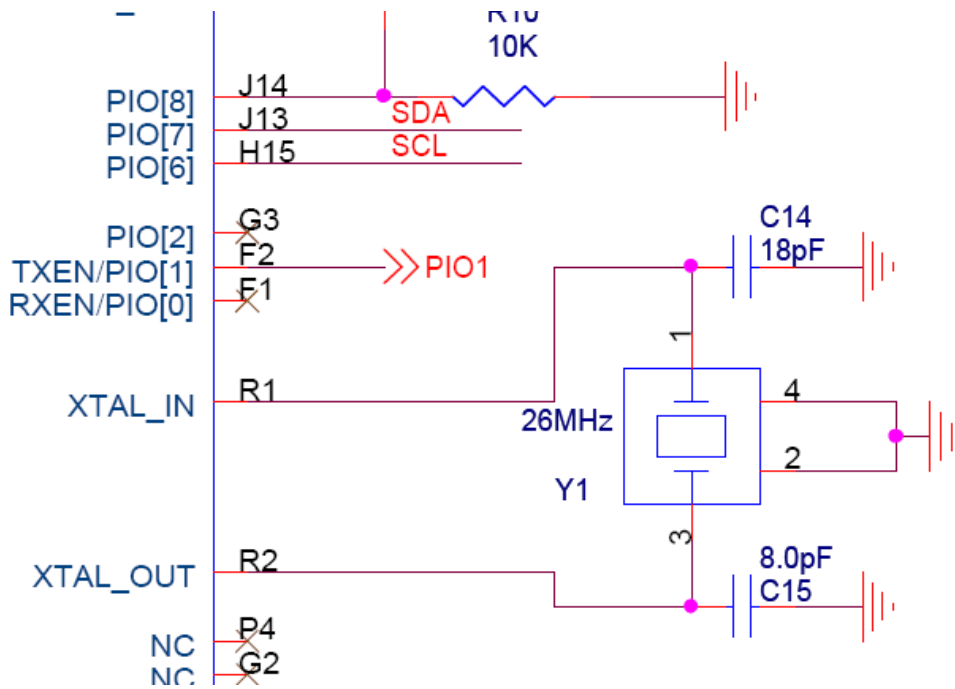 R10
10K
PIO[8]
J14
SDA
PIO[7]
J13
SCL
PIO[6]
H15
PIO[2]
G3
TXEN/PIO[1]
F2
PIO1
RXEN/PIO[0]
F1
C14
18pF
1
XTAL_IN
R1
26MHz
4
2
Y1
3
XTAL_OUT
R2
8.0pF
C15
NC
P4
NC
G2